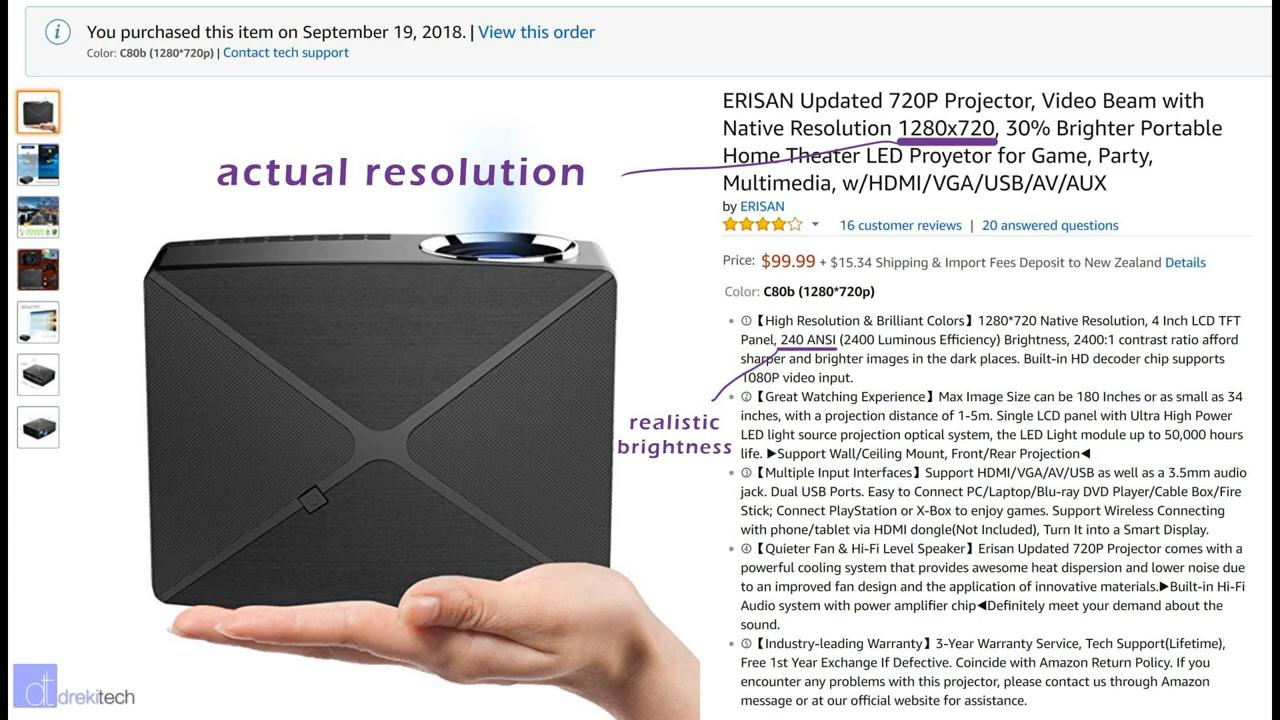 You purchased this item on September 19, 2018. | View this order
Color: C80b (1280*720p) | Contact tech support
actual resolution
ERISAN Updated 720P Projector, Video Beam with
Native Resolution 1280x720, 30% Brighter Portable
Home Theater LED Proyetor for Game, Party,
Multimedia, w/HDMI/VGA/USB/AV/AUX
by ERISAN
16 customer reviews | 20 answered questions
Price: $99.99 + $15.34 Shipping & Import Fees Deposit to New Zealand Details
Color: C80b (1280*720p)
①【High Resolution & Brilliant Colors】1280*720 Native Resolution, 4 Inch LCD TFT
Panel, 240 ANSI (2400 Luminous Efficiency) Brightness, 2400:1 contrast ratio afford
sharper and brighter images in the dark places. Built-in HD decoder chip supports
1080P video input.
②【Great Watching Experience】Max Image Size can be 180 Inches or as small as 34
inches, with a projection distance of 1-5m. Single LCD panel with Ultra High Power
LED light source projection optical system, the LED Light module up to 50,000 hours
life. ▶Support Wall/Ceiling Mount, Front/Rear Projection◀
③【Multiple Input Interfaces】Support HDMI/VGA/AV/USB as well as a 3.5mm audio
jack. Dual USB Ports. Easy to Connect PC/Laptop/Blu-ray DVD Player/Cable Box/Fire
Stick; Connect PlayStation or X-Box to enjoy games. Support Wireless Connecting
with phone/tablet via HDMI dongle(Not Included), Turn It into a Smart Display.
④【Quieter Fan & Hi-Fi Level Speaker】Erisan Updated 720P Projector comes with a
powerful cooling system that provides awesome heat dispersion and lower noise due
to an improved fan design and the application of innovative materials.▶Built-in Hi-Fi
Audio system with power amplifier chip◀Definitely meet your demand about the
sound.
⑤【Industry-leading Warranty】3-Year Warranty Service, Tech Support(Lifetime),
Free 1st Year Exchange If Defective. Coincide with Amazon Return Policy. If you
encounter any problems with this projector, please contact us through Amazon
message or at our official website for assistance.
realistic
brightness
dt drekitech